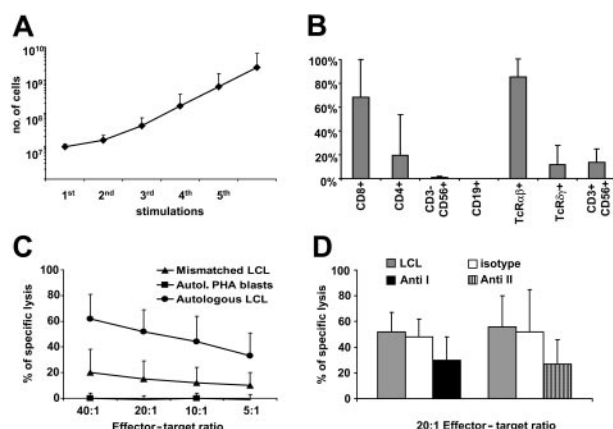 A
no. of cells
10^10
10^9
10^8
10^7
1st 2nd 3rd 4th 5th
stimulations
B
100%
80%
60%
40%
20%
CD8+
CD4+
CD3-
CD56+
CD19+
TcRαβ+
TcRδγ+
CD3+
CD56+
C
% of specific lysis
100
80
60
40
20
0
Mismatched LCL
Autol. PHA blasts
Autologous LCL
40:1 20:1 10:1 5:1
Effector-target ratio
D
% of specific lysis
100
80
60
40
20
0
LCL
isotype
Anti I
Anti II
20:1 Effector-target ratio